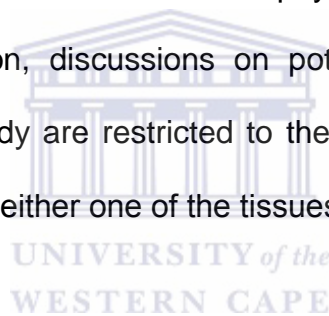 on, discussions on pot
dy are restricted to the
either one of the tissues
UNIVERSITY of the
WESTERN CAPE